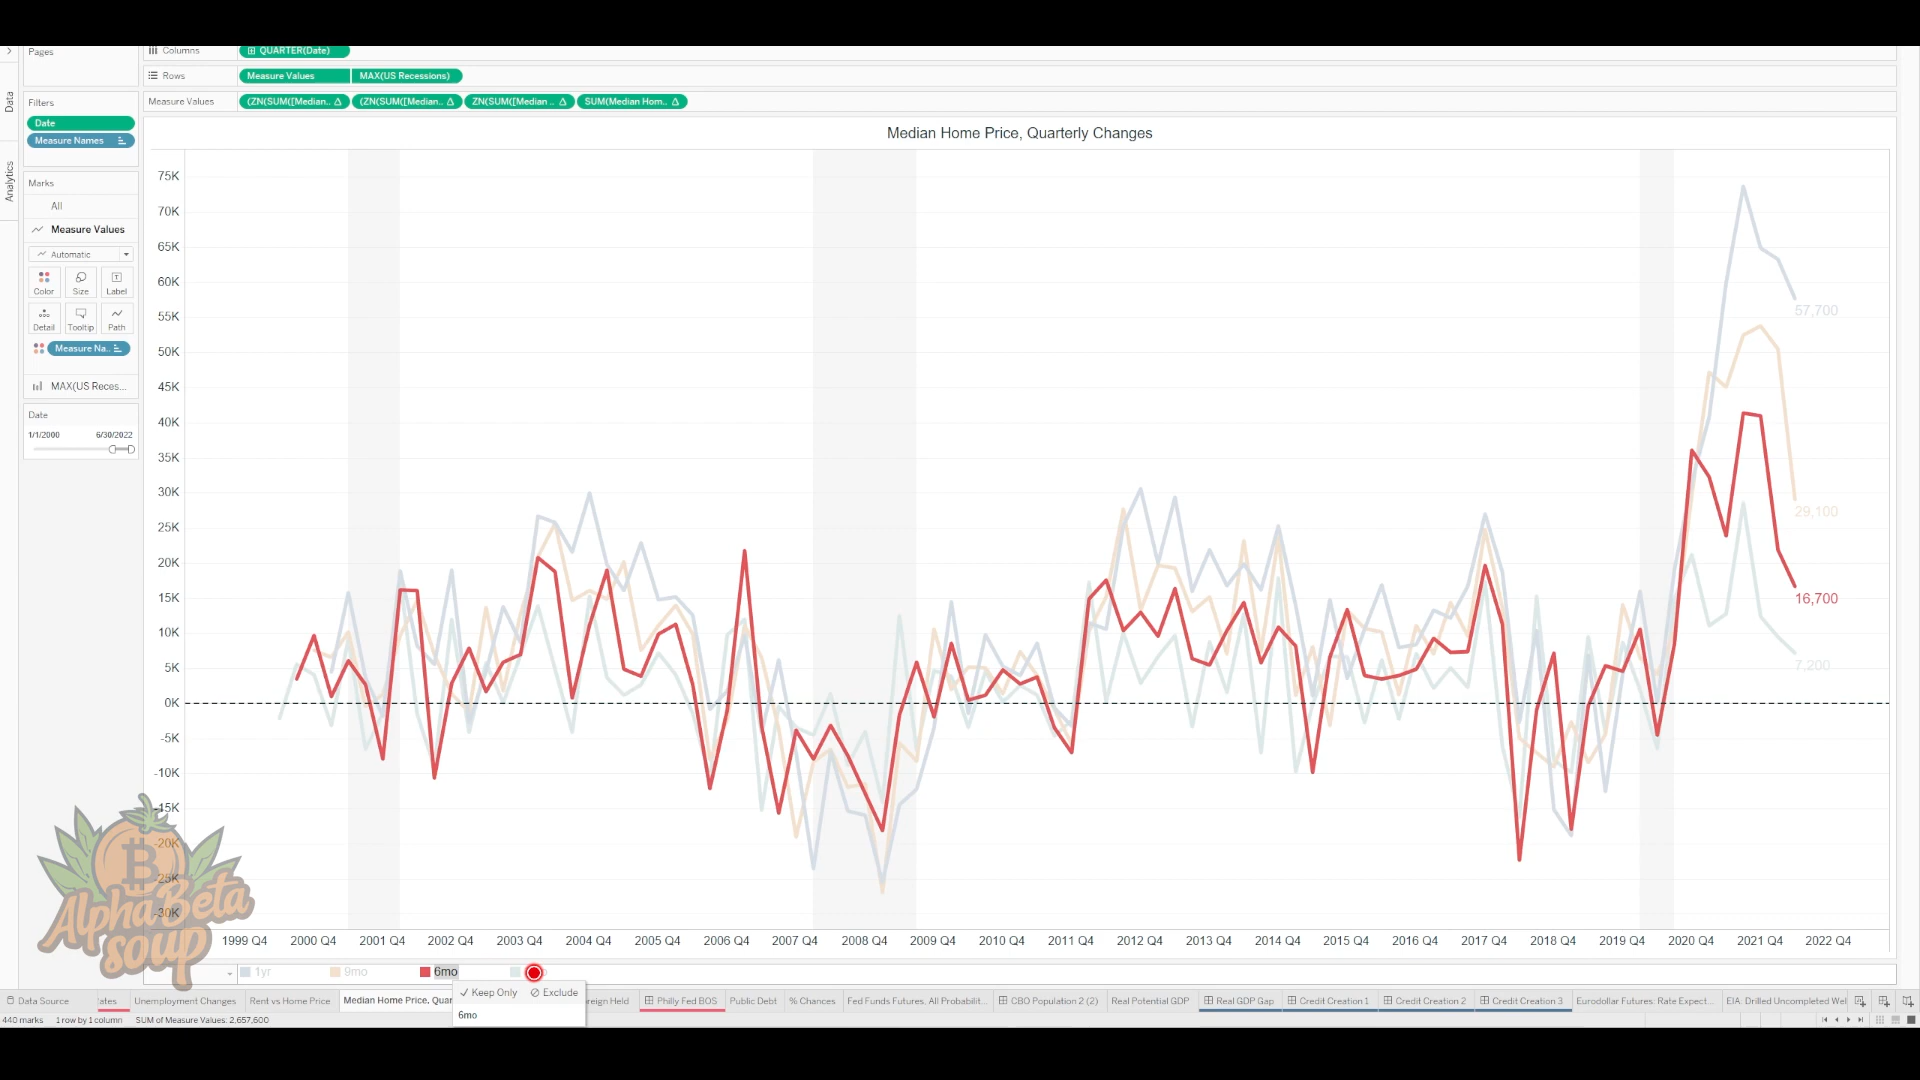 Pages
Columns
QUARTER(Date)
Rows
Measure Values
MAX(US Recessions)
Measure Values
(ZN(SUM([Median.. Δ
(ZN(SUM([Median.. Δ
ZN(SUM([Median .. Δ
SUM(Median Hom.. Δ
Data
Analytics
Filters
Date
Measure Names
Marks
All
Measure Values
Automatic
Color
Size
Label
Detail
Tooltip
Path
Measure Na..
MAX(US Reces...
Date
1/1/2000
6/30/2022
Median Home Price, Quarterly Changes
75K
70K
65K
60K
55K
50K
45K
40K
35K
30K
25K
20K
15K
10K
5K
0K
-5K
-10K
-15K
-20K
-25K
-30K
57,700
29,100
16,700
7,200
1999 Q4
2000 Q4
2001 Q4
2002 Q4
2003 Q4
2004 Q4
2005 Q4
2006 Q4
2007 Q4
2008 Q4
2009 Q4
2010 Q4
2011 Q4
2012 Q4
2013 Q4
2014 Q4
2015 Q4
2016 Q4
2017 Q4
2018 Q4
2019 Q4
2020 Q4
2021 Q4
2022 Q4
AlphaBeta
soup
1yr
9mo
6mo
Keep Only
Exclude
6mo
Data Source
ates
Unemployment Changes
Rent vs Home Price
Median Home Price, Quar
reign Held
Philly Fed BOS
Public Debt
% Changes
Fed Funds Futures. All Probabilit...
CBO Population 2 (2)
Real Potential GDP
Real GDP Gap
Credit Creation 1
Credit Creation 2
Credit Creation 3
Eurodollar Futures: Rate Expect...
EIA: Drilled Uncompleted Wel
440 marks
1 row by 1 column
SUM of Measure Values: 2,657,600